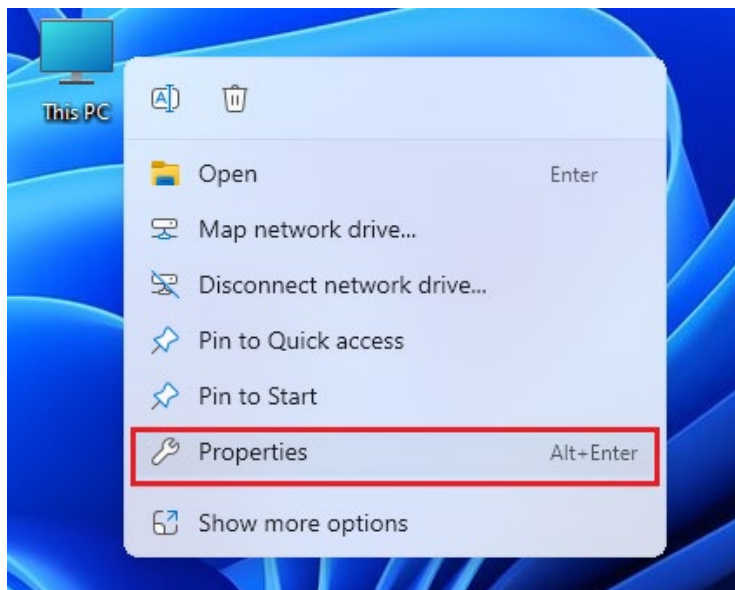 This PC
Open Enter
Map network drive...
Disconnect network drive...
Pin to Quick access
Pin to Start
Properties Alt+Enter
Show more options